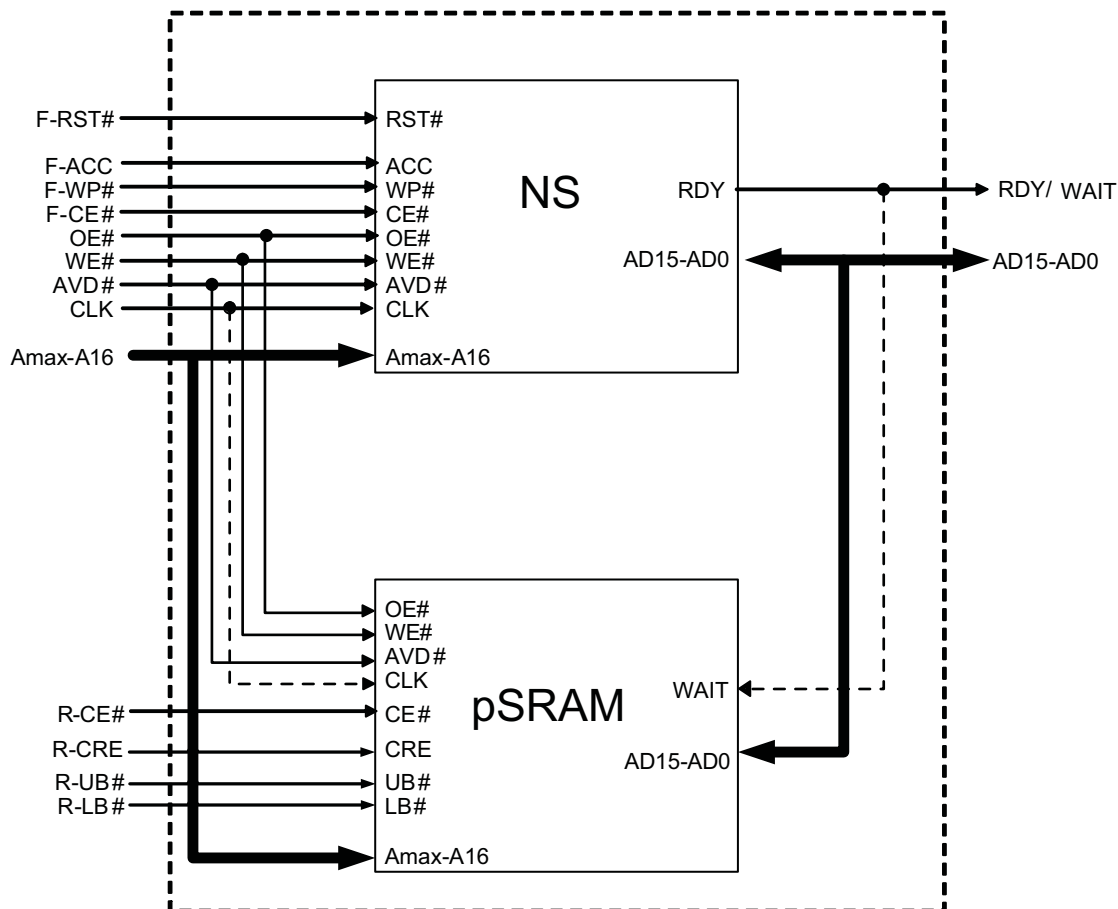 F-RST#
F-ACC
F-WP#
F-CE#
OE#
WE#
AVD#
CLK
Amax-A16
RST#
ACC
WP#
CE#
OE#
WE#
AVD#
CLK
Amax-A16
NS
RDY
AD15-AD0
RDY/ WAIT
AD15-AD0
R-CE#
R-CRE
R-UB#
R-LB#
OE#
WE#
AVD#
CLK
CE#
CRE
UB#
LB#
Amax-A16
pSRAM
WAIT
AD15-AD0